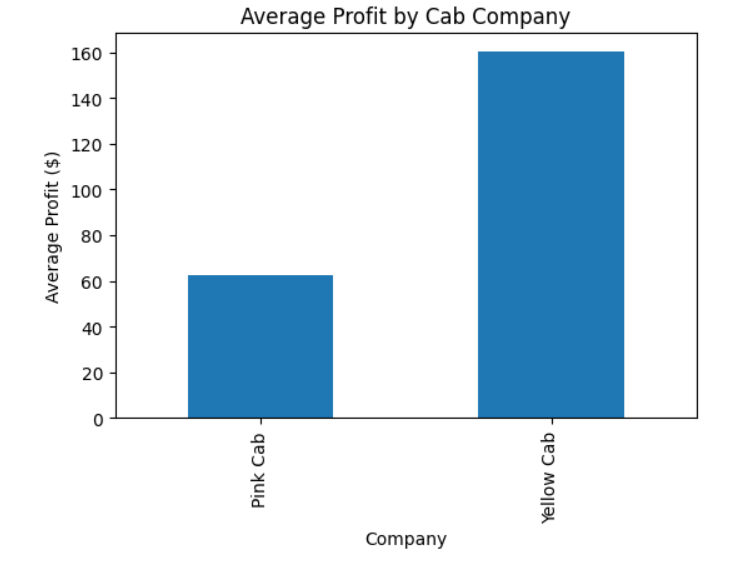 Average Profit by Cab Company
Average Profit ($)
160
140
120
100
80
60
40
20
0
Pink Cab
Yellow Cab
Company